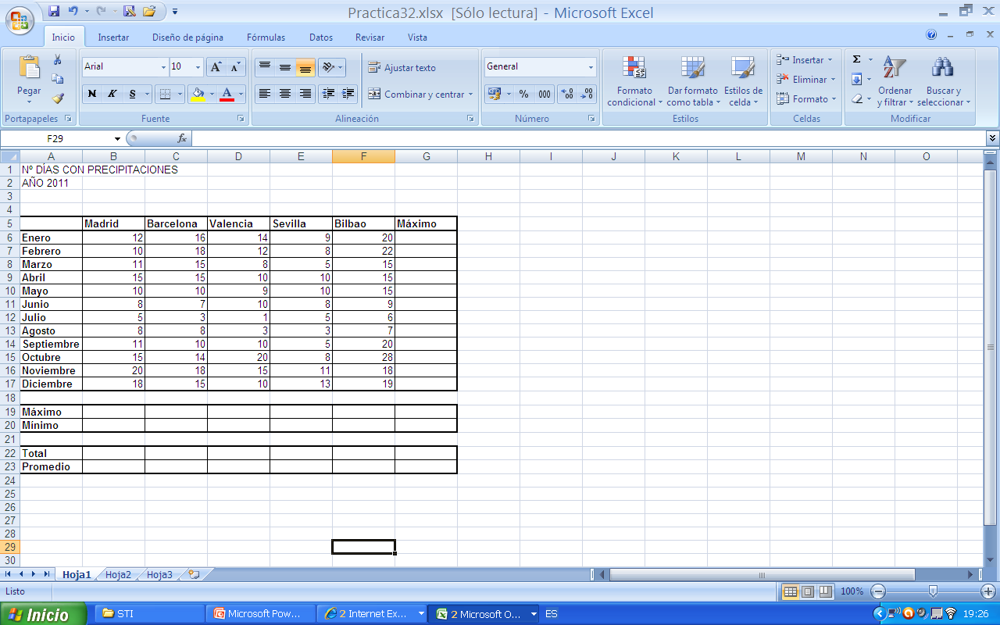 Practica32.xlsx [Sólo lectura] - Microsoft Excel
Inicio Insertar Diseño de página Fórmulas Datos Revisar Vista
Pegar
Portapapeles
Arial 10
N K S
Fuente
Ajustar texto
Combinar y centrar
Alineación
General
% 000
Número
Formato condicional
Dar formato como tabla
Estilos de celda
Estilos
Insertar
Eliminar
Formato
Celdas
Σ
Ordenar y filtrar
Buscar y seleccionar
Modificar
F29 fx
A B C D E F G H I J K L M N O
1 Nº DÍAS CON PRECIPITACIONES
2 AÑO 2011
3
4
5 Madrid Barcelona Valencia Sevilla Bilbao Máximo
6 Enero 12 16 14 9 20
7 Febrero 10 18 12 8 22
8 Marzo 11 15 8 5 15
9 Abril 15 15 10 10 15
10 Mayo 10 10 9 10 15
11 Junio 8 7 10 8 9
12 Julio 5 3 1 5 6
13 Agosto 8 8 3 3 7
14 Septiembre 11 10 10 5 20
15 Octubre 15 14 20 8 28
16 Noviembre 20 18 15 11 18
17 Diciembre 18 15 10 13 19
18
19 Máximo
20 Mínimo
21
22 Total
23 Promedio
24
25
26
27
28
29
30
Hoja1 Hoja2 Hoja3
Listo 100%
Inicio STI Microsoft Pow... 2 Internet Ex... 2 Microsoft O... ES 19:26